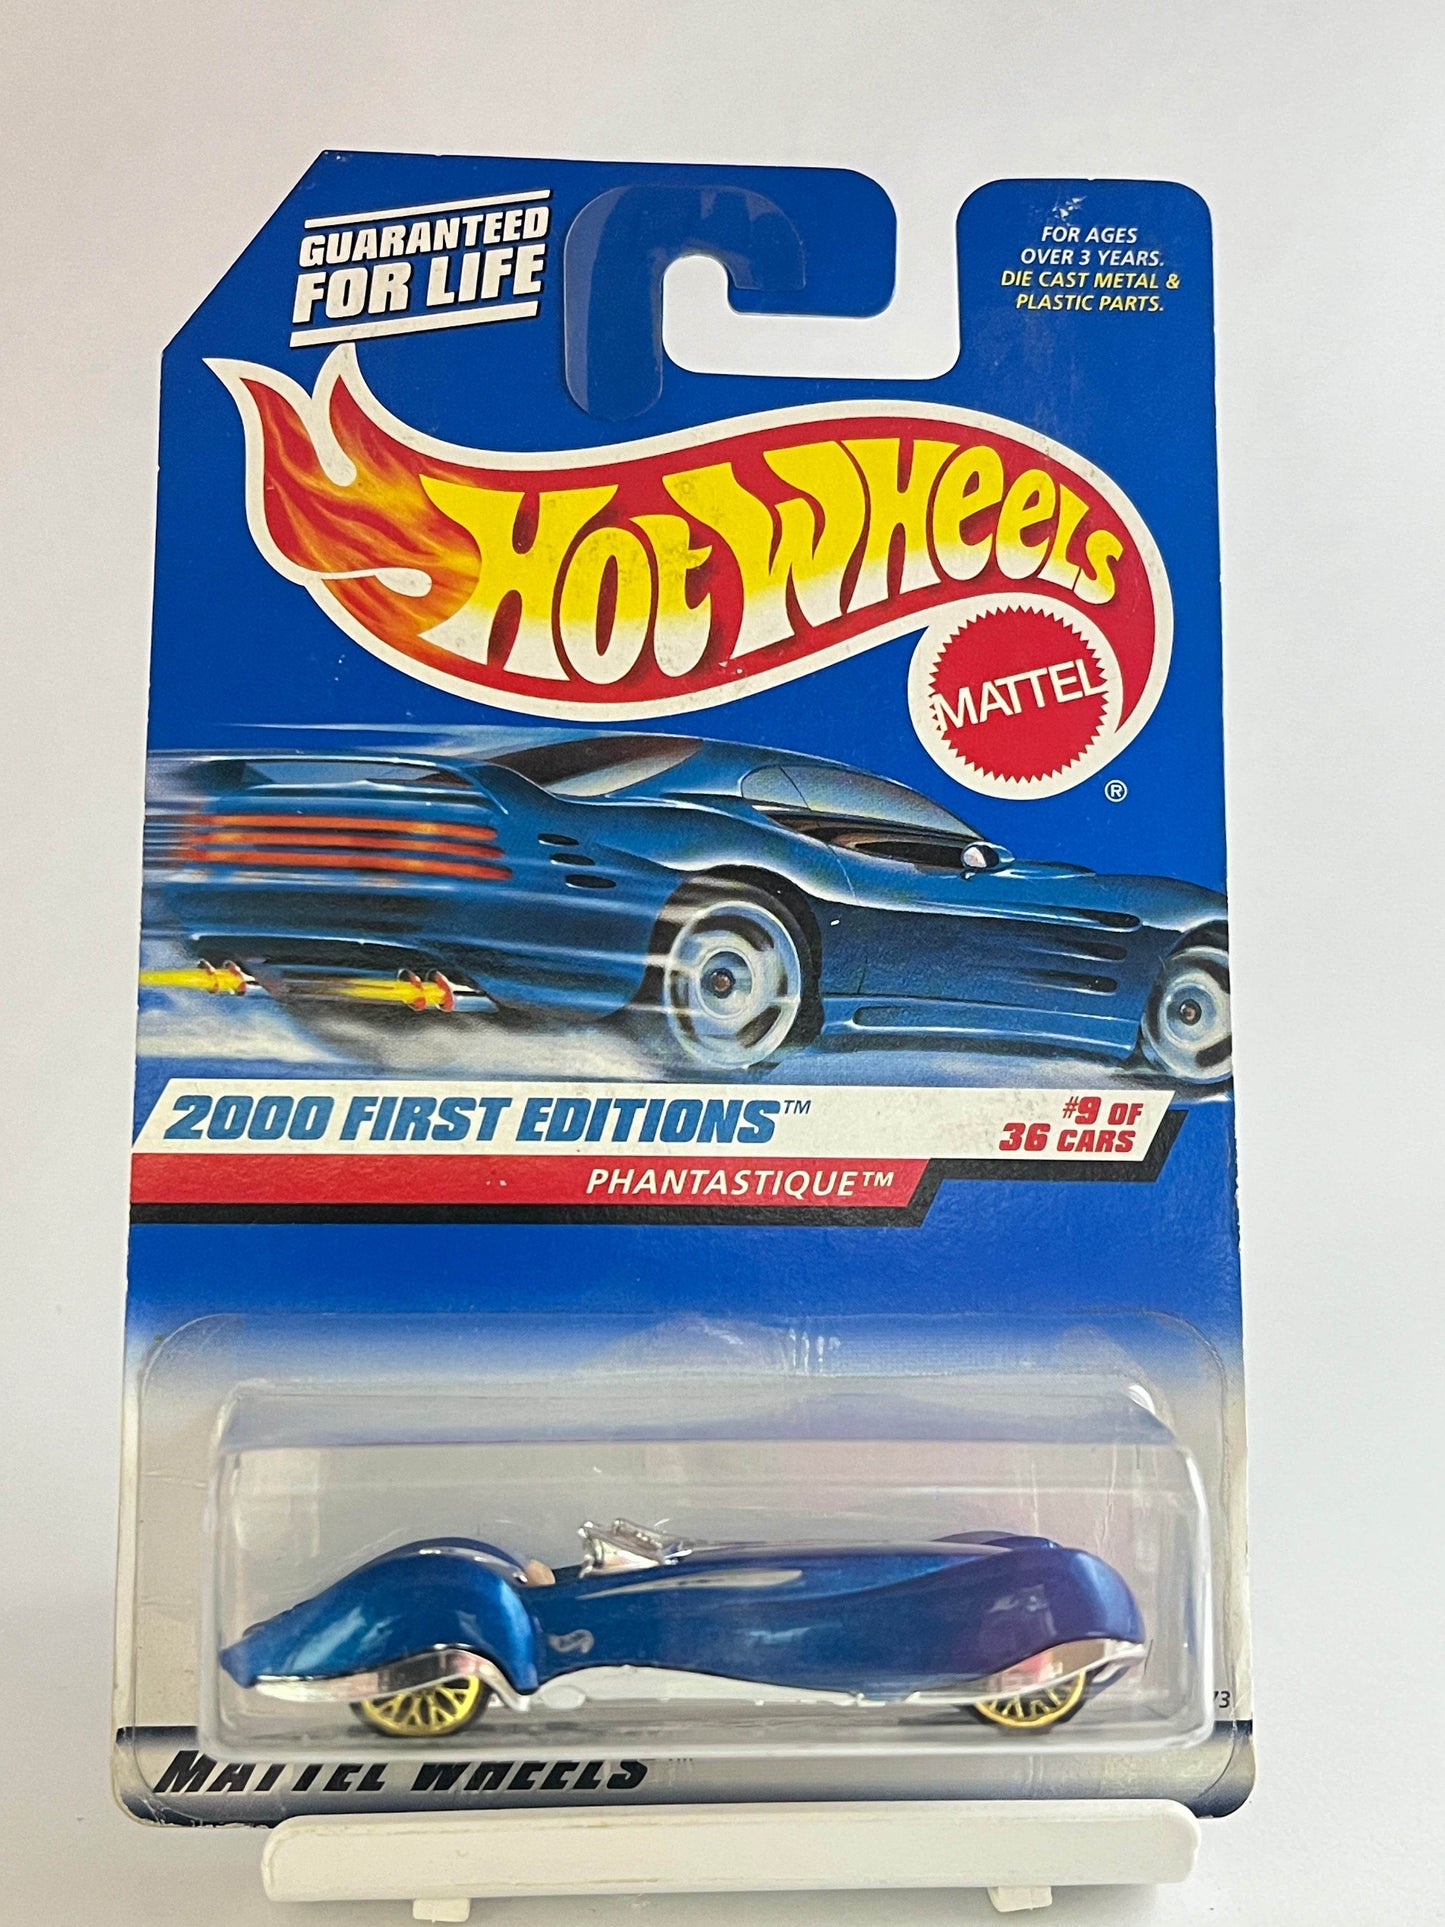 GUARANTEED
FOR LIFE
FOR AGES
OVER 3 YEARS.
DIE CAST METAL &
PLASTIC PARTS.
HOT WHEELS
MATTEL
®
2000 FIRST EDITIONS™
#9 OF
36 CARS
PHANTASTIQUE™
MATTEL WHEELS™